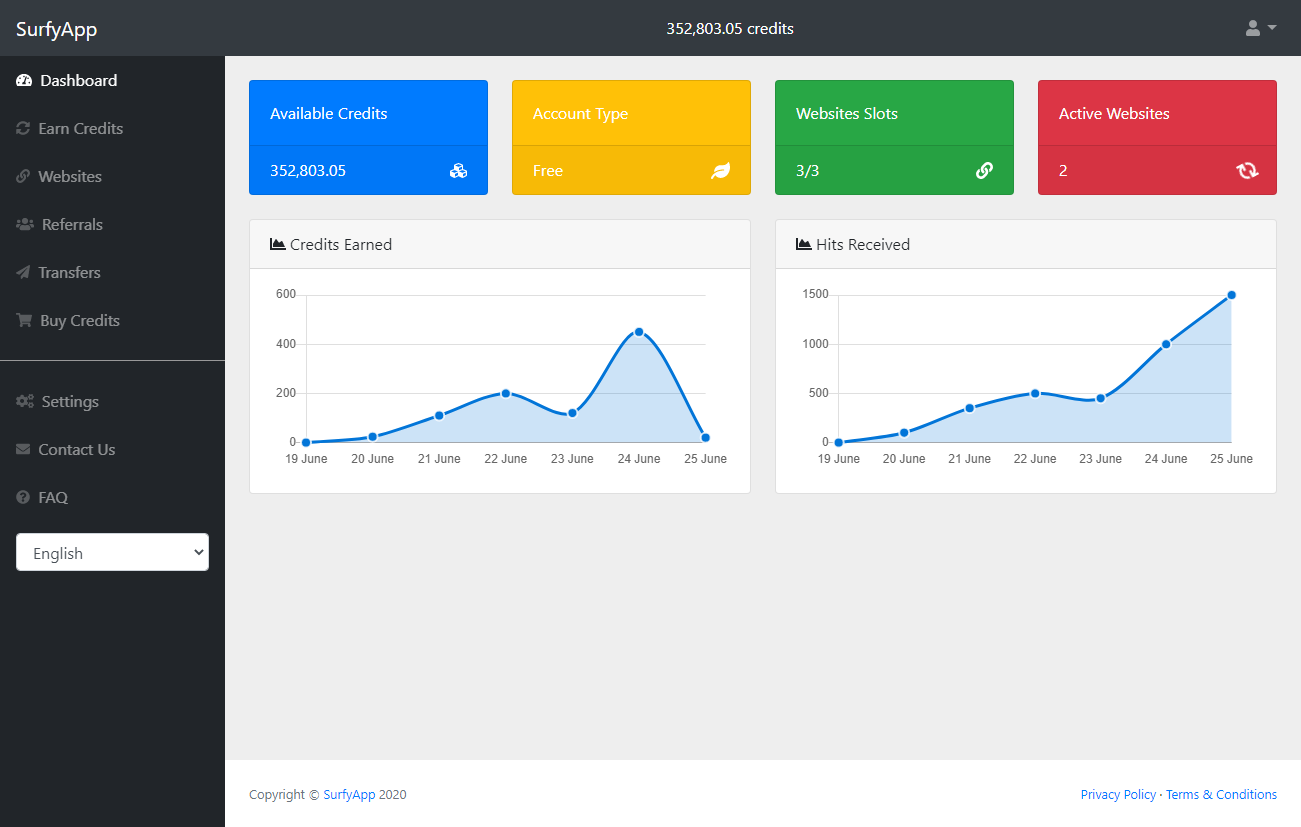 SurfyApp
352,803.05 credits
Dashboard
Earn Credits
Websites
Referrals
Transfers
Buy Credits
Settings
Contact Us
FAQ
English
Available Credits
352,803.05
Account Type
Free
Websites Slots
3/3
Active Websites
2
Credits Earned
600
400
200
0
19 June 20 June 21 June 22 June 23 June 24 June 25 June
Hits Received
1500
1000
500
0
19 June 20 June 21 June 22 June 23 June 24 June 25 June
Copyright © SurfyApp 2020
Privacy Policy · Terms & Conditions